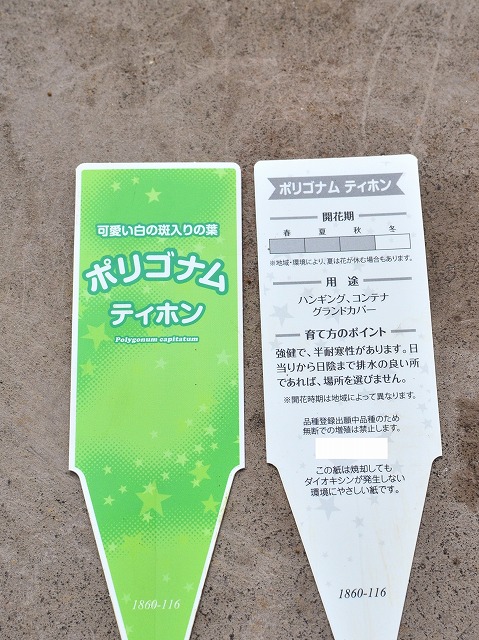 可愛い白の斑入りの葉
ポリゴナム
ティホン
Polygonum capitatum
1860-116
ポリゴナム ティホン
開花期
春 夏 秋 冬
※地域・環境により、夏は花が休む場合もあります。
用 途
ハンギング、コンテナ
グランドカバー
育て方のポイント
強健で、半耐寒性があります。日
当りから日陰まで排水の良い所
であれば、場所を選びません。
※開花時期は地域によって異なります。
品種登録出願中品種のため
無断での増殖は禁止します。
この紙は焼却しても
ダイオキシンが発生しない
環境にやさしい紙です。
1860-116